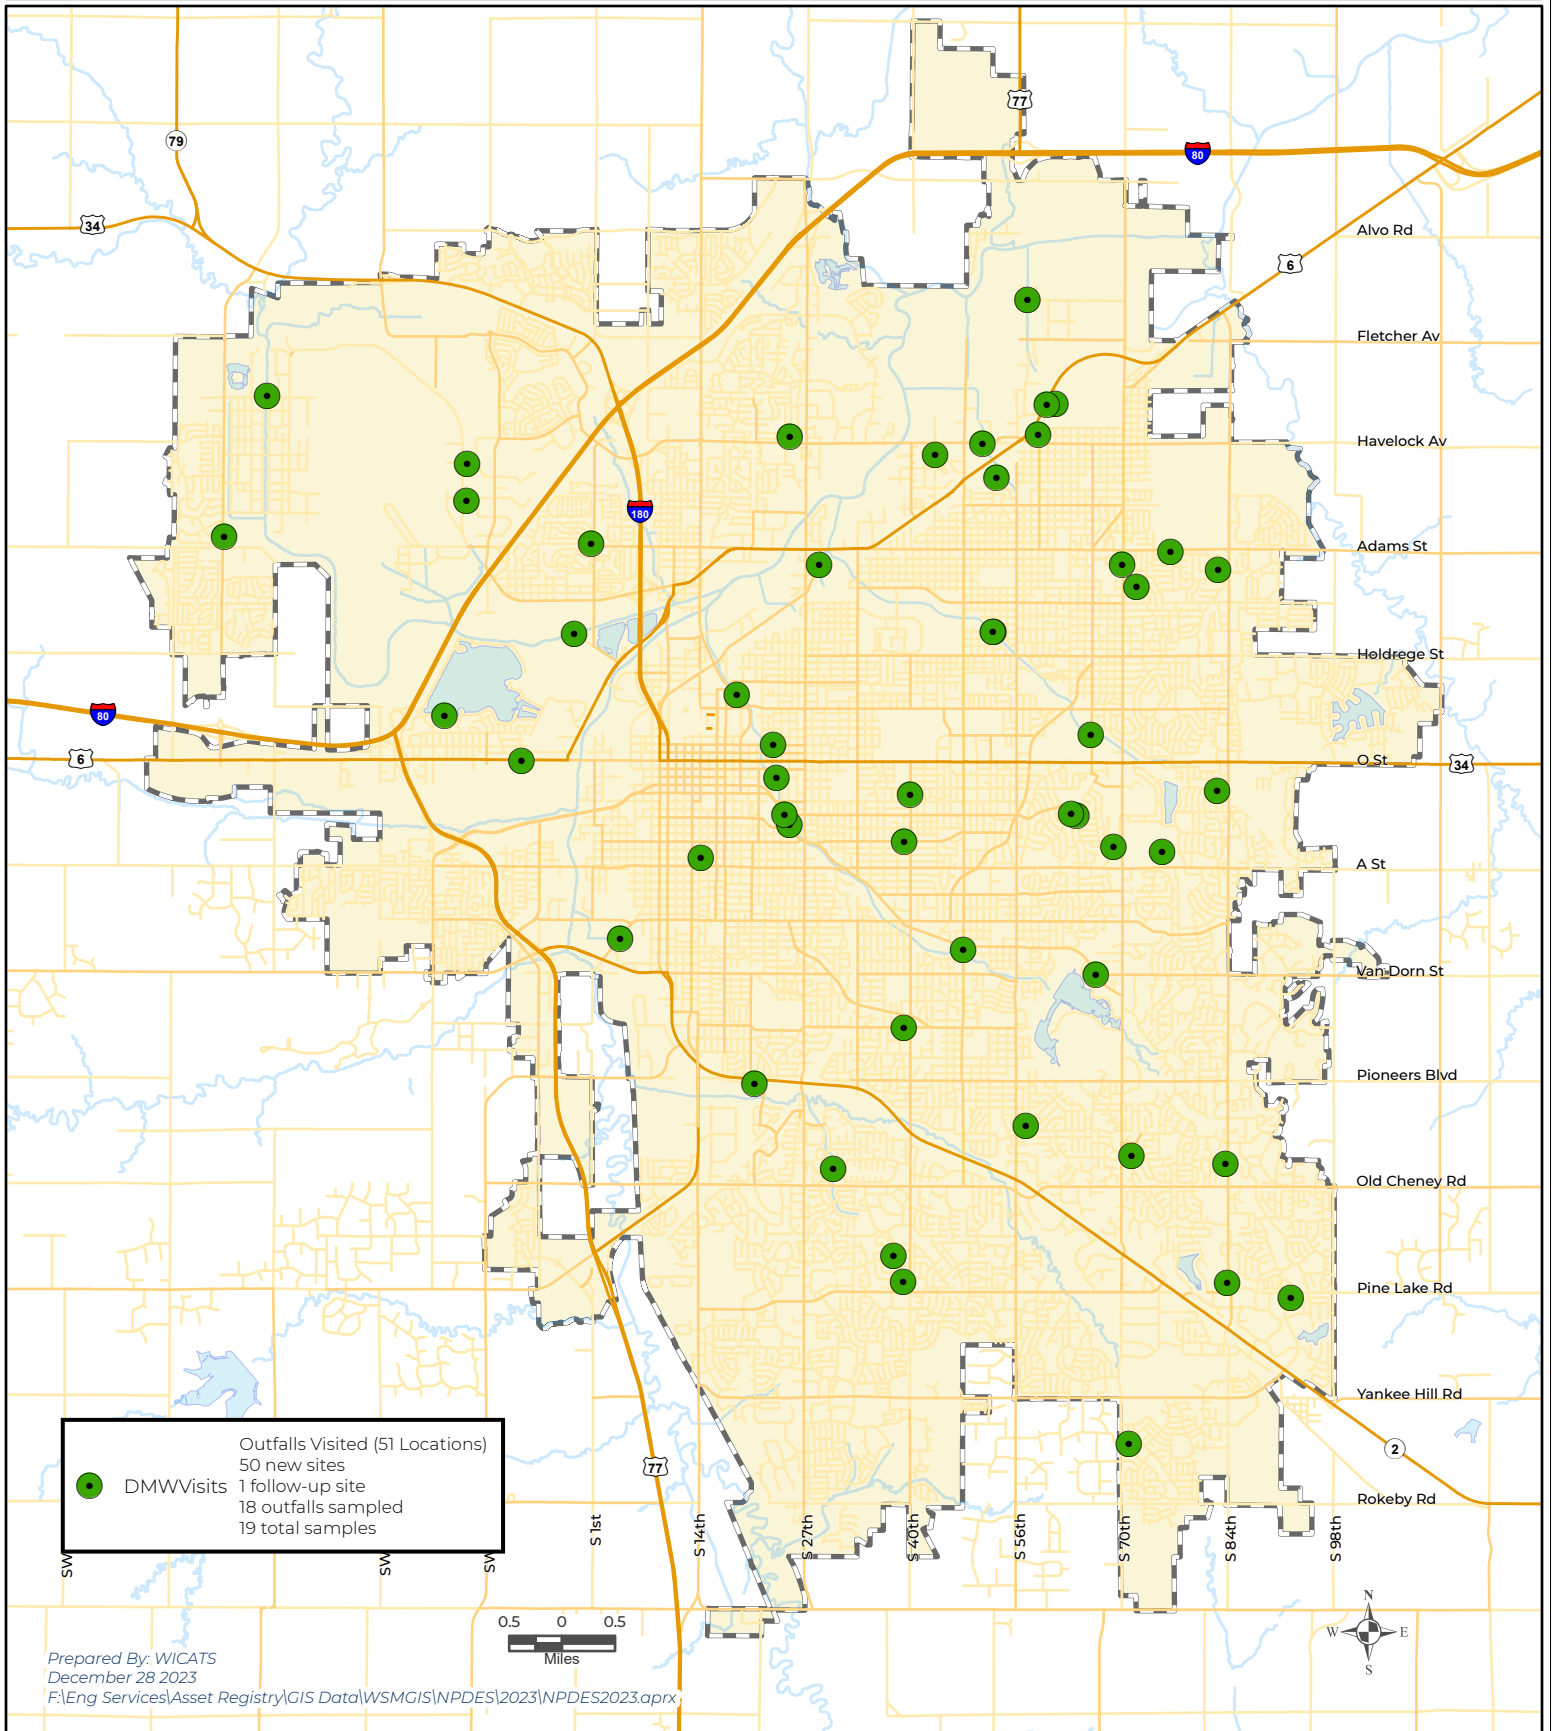 77
79
80
34
Alvo Rd
6
Fletcher Av
Havelock Av
180
Adams St
Holdrege St
80
6
O St
34
A St
Van Dorn St
Pioneers Blvd
Old Cheney Rd
Pine Lake Rd
Yankee Hill Rd
2
77
Rokeby Rd
Outfalls Visited (51 Locations)
50 new sites
DMWVisits 1 follow-up site
18 outfalls sampled
19 total samples
SW
SW
SW
S 1st
S 14th
S 27th
S 40th
S 56th
S 70th
S 84th
S 98th
0.5 0 0.5
Miles
N
W E
S
Prepared By: WICATS
December 28 2023
F:\Eng Services\Asset Registry\GIS Data\WSMGIS\NPDES\2023\NPDES2023.aprx